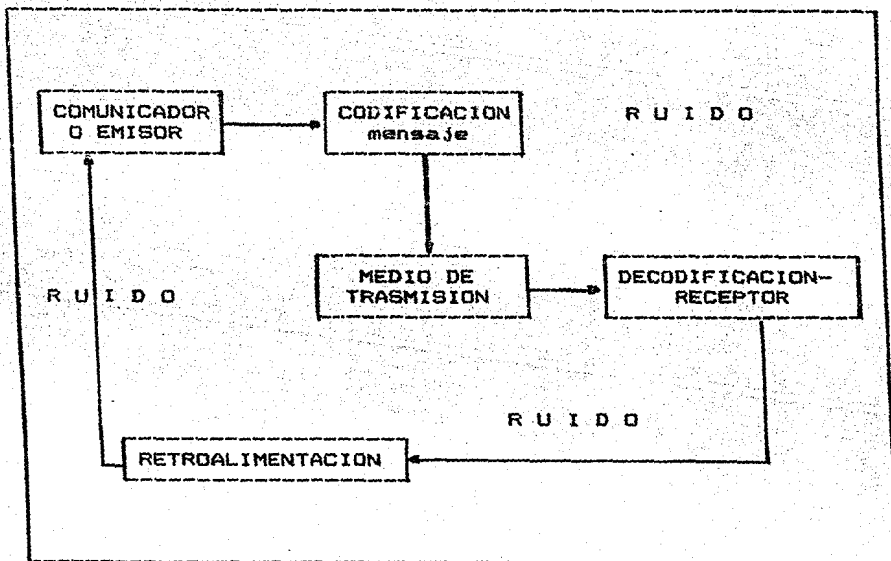 COMUNICADOR
O EMISOR
CODIFICACION
mensaje
R U I D O
MEDIO DE
TRASMISION
DECODIFICACION-
RECEPTOR
R U I D O
R U I D O
RETROALIMENTACION